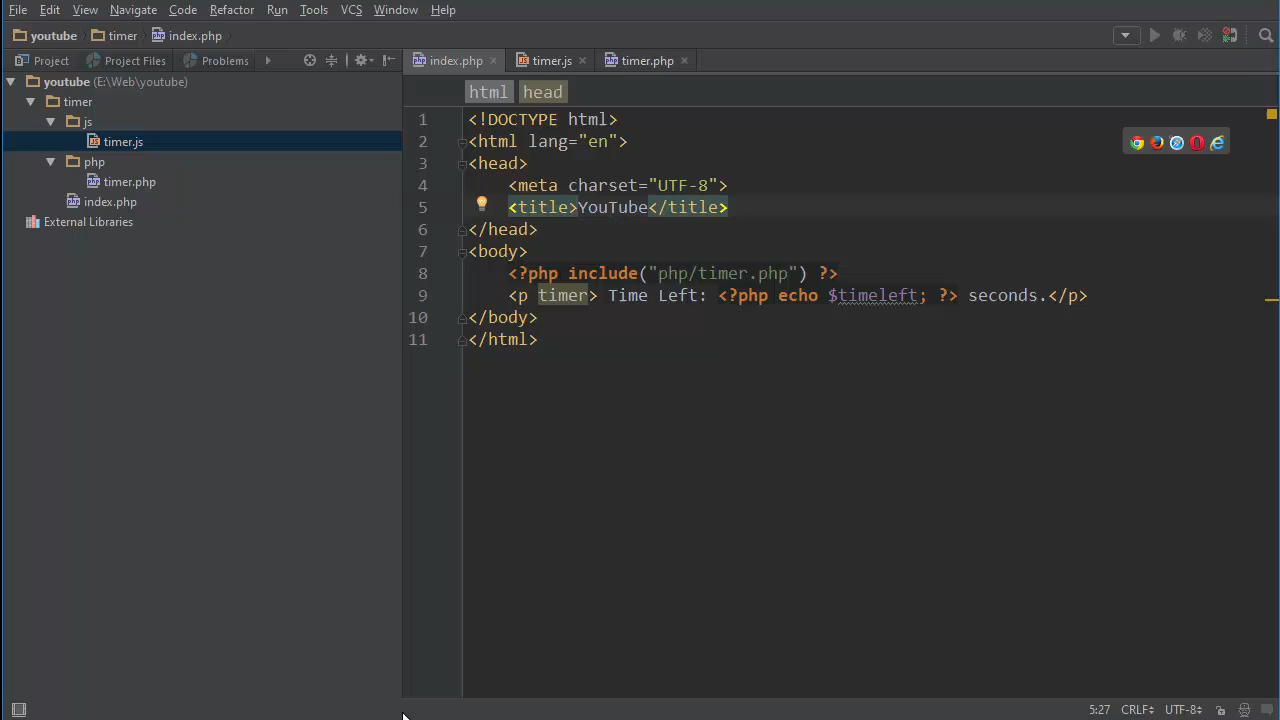 File Edit View Navigate Code Refactor Run Tools VCS Window Help
youtube timer index.php
Project Project Files Problems
index.php timer.js timer.php
youtube (E:\Web\youtube)
timer
js
timer.js
php
timer.php
index.php
External Libraries
html head
1 <!DOCTYPE html>
2 <html lang="en">
3 <head>
4 <meta charset="UTF-8">
5 <title>YouTube</title>
6 </head>
7 <body>
8 <?php include("php/timer.php") ?>
9 <p timer> Time Left: <?php echo $timeleft; ?> seconds.</p>
10 </body>
11 </html>
5:27 CRLF UTF-8